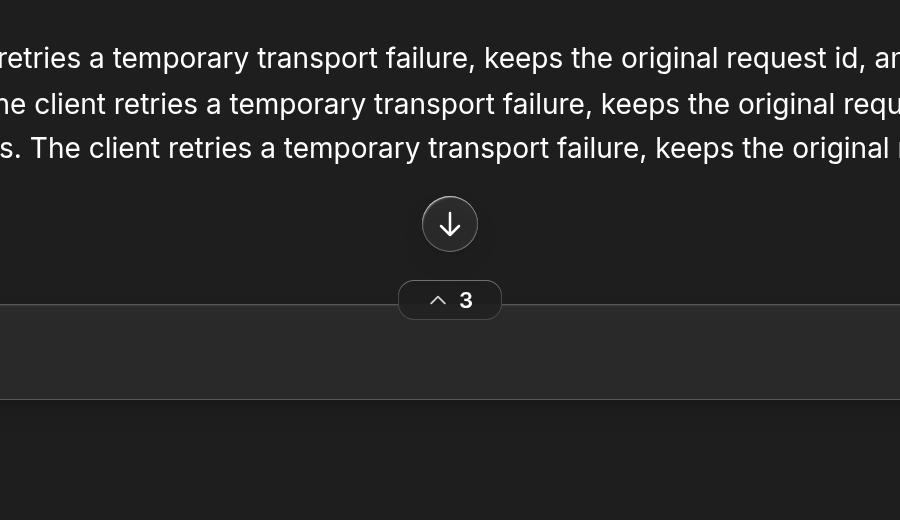 retries a temporary transport failure, keeps the original request id, an
he client retries a temporary transport failure, keeps the original requ
s. The client retries a temporary transport failure, keeps the original
3